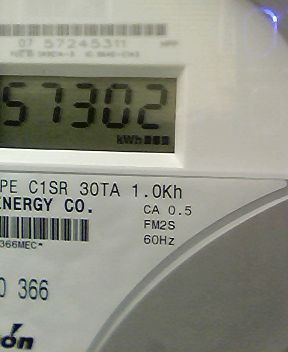 07 57245311
57302
kWh
PE C1SR 30TA 1.0Kh
ENERGY CO.
CA 0.5
FM2S
60Hz
366MEC*
0 366
ón